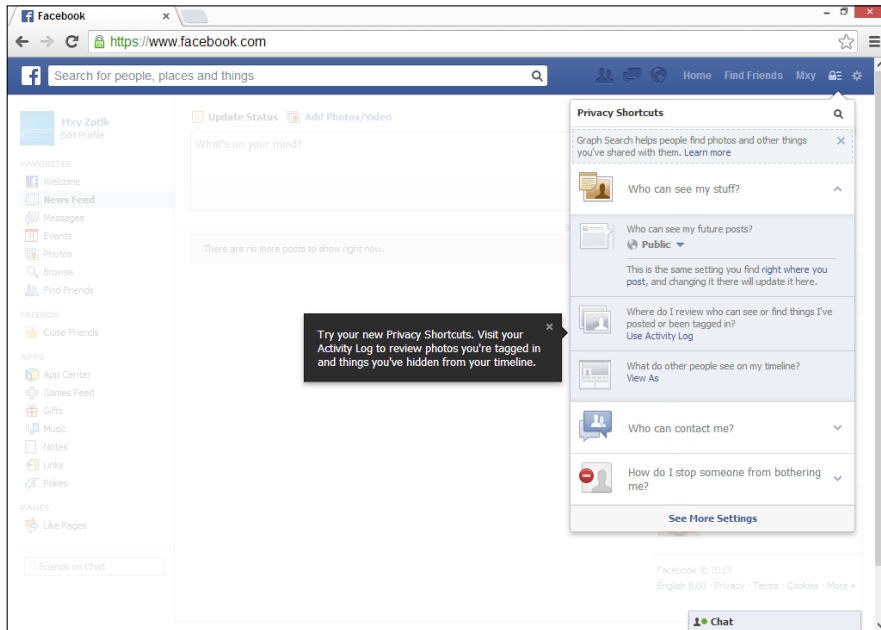 Facebook
https://www.facebook.com
Search for people, places and things
Home Find Friends Mxy
Mxy Zptlk
Edit Profile
FAVORITES
Welcome
News Feed
Messages
Events
Photos
Browse
Find Friends
FRIENDS
Close Friends
APPS
App Center
Games Feed
Gifts
Music
Notes
Links
Pokes
PAGES
Like Pages
Friends on Chat
Update Status Add Photos/Video
What's on your mind?
There are no more posts to show right now.
Try your new Privacy Shortcuts. Visit your
Activity Log to review photos you're tagged in
and things you've hidden from your timeline.
Privacy Shortcuts
Graph Search helps people find photos and other things
you've shared with them. Learn more
Who can see my stuff?
Who can see my future posts?
Public
This is the same setting you find right where you
post, and changing it there will update it here.
Where do I review who can see or find things I've
posted or been tagged in?
Use Activity Log
What do other people see on my timeline?
View As
Who can contact me?
How do I stop someone from bothering
me?
See More Settings
Facebook © 2013
English (US) · Privacy · Terms · Cookies · More
Chat